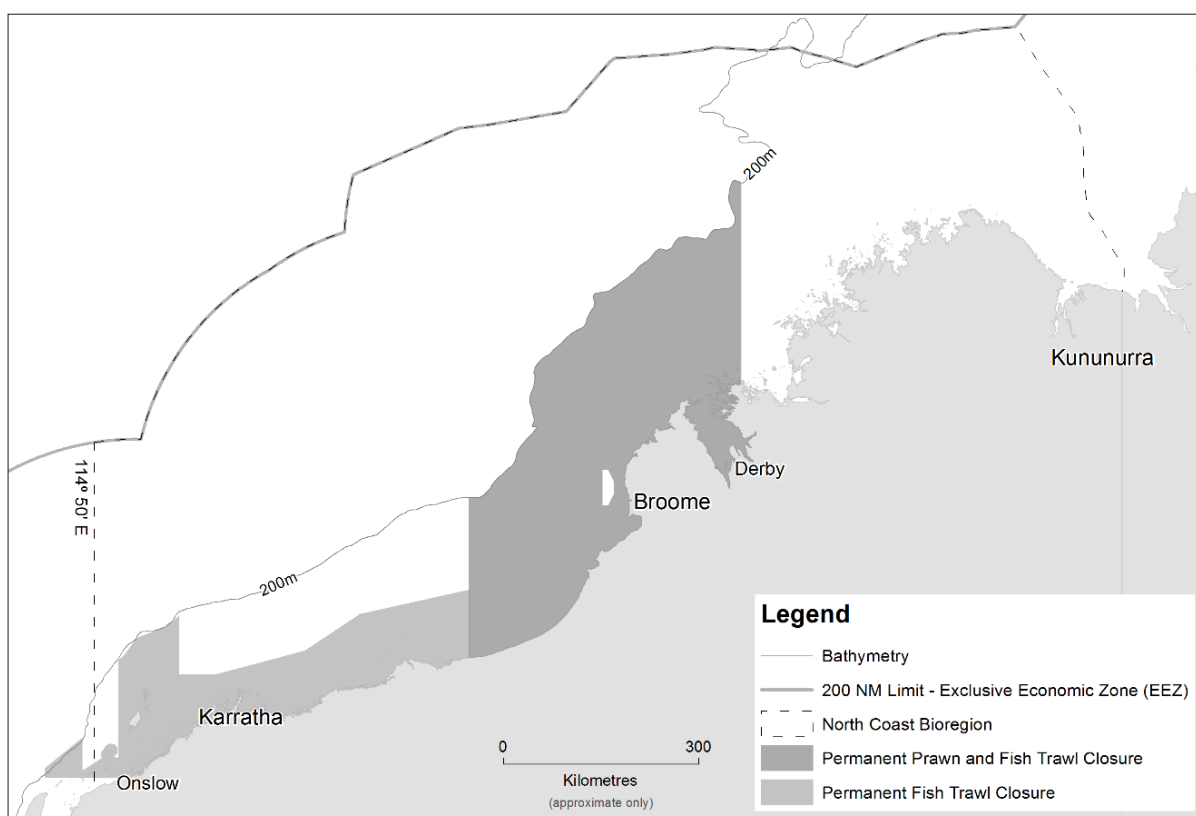 200m
114° 50' E
200m
Kununurra
Derby
Broome
Karratha
Onslow
0 300
Kilometres
(approximate only)
Legend
Bathymetry
200 NM Limit - Exclusive Economic Zone (EEZ)
North Coast Bioregion
Permanent Prawn and Fish Trawl Closure
Permanent Fish Trawl Closure